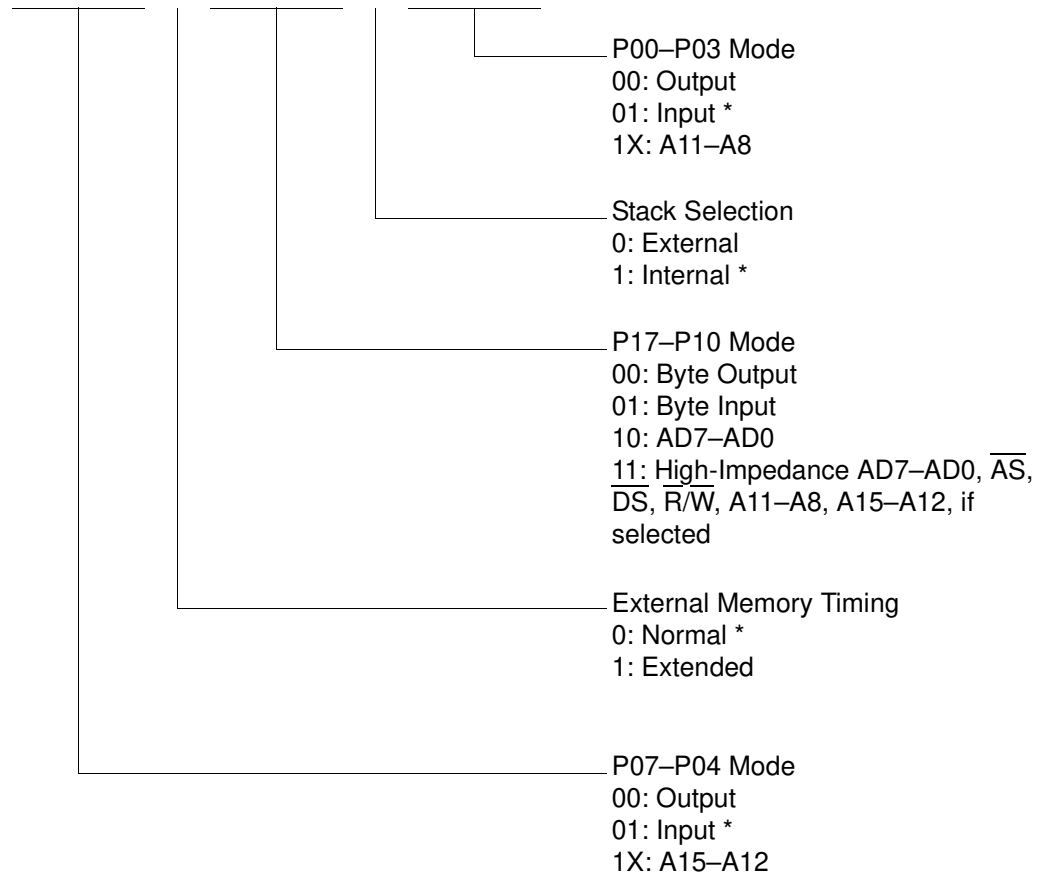 P00–P03 Mode
00: Output
01: Input *
1X: A11–A8
Stack Selection
0: External
1: Internal *
P17–P10 Mode
00: Byte Output
01: Byte Input
10: AD7–AD0
11: High-Impedance AD7–AD0, A̅S̅,
D̅S̅, R̅/W̅, A11–A8, A15–A12, if
selected
External Memory Timing
0: Normal *
1: Extended
P07–P04 Mode
00: Output
01: Input *
1X: A15–A12